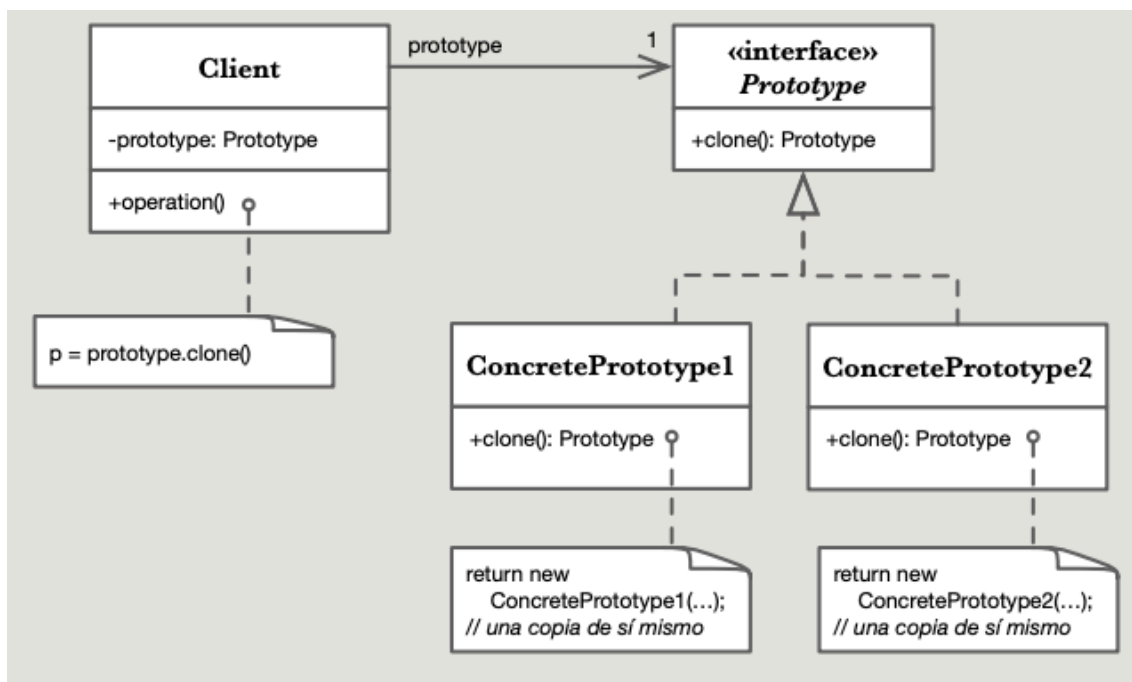 Client
-prototype: Prototype
+operation()
p = prototype.clone()
prototype
1
«interface»
Prototype
+clone(): Prototype
ConcretePrototype1
+clone(): Prototype
return new
ConcretePrototype1(...);
// una copia de sí mismo
ConcretePrototype2
+clone(): Prototype
return new
ConcretePrototype2(...);
// una copia de sí mismo